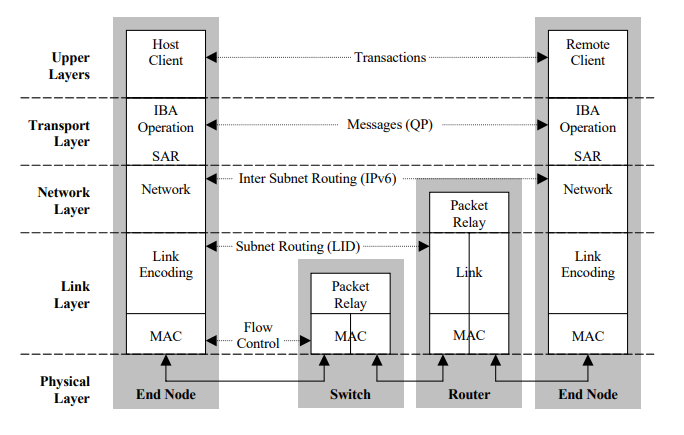 Host
Client
Remote
Client
Upper
Layers
Transactions
IBA
Operation
SAR
IBA
Operation
SAR
Transport
Layer
Messages (QP)
Inter Subnet Routing (IPv6)
Network
Layer
Network
Network
Packet
Relay
Subnet Routing (LID)
Link
Encoding
Link
Link
Encoding
Link
Layer
Packet
Relay
Flow
Control
MAC
MAC
MAC
MAC
Physical
Layer
End Node
Switch
Router
End Node